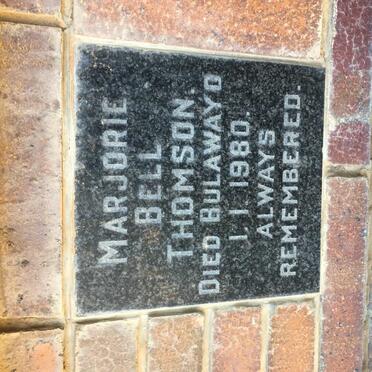 MARJORIE
BELL
THOMSON.
DIED BULAWAYO
1.1 1980.
ALWAYS
REMEMBERED.